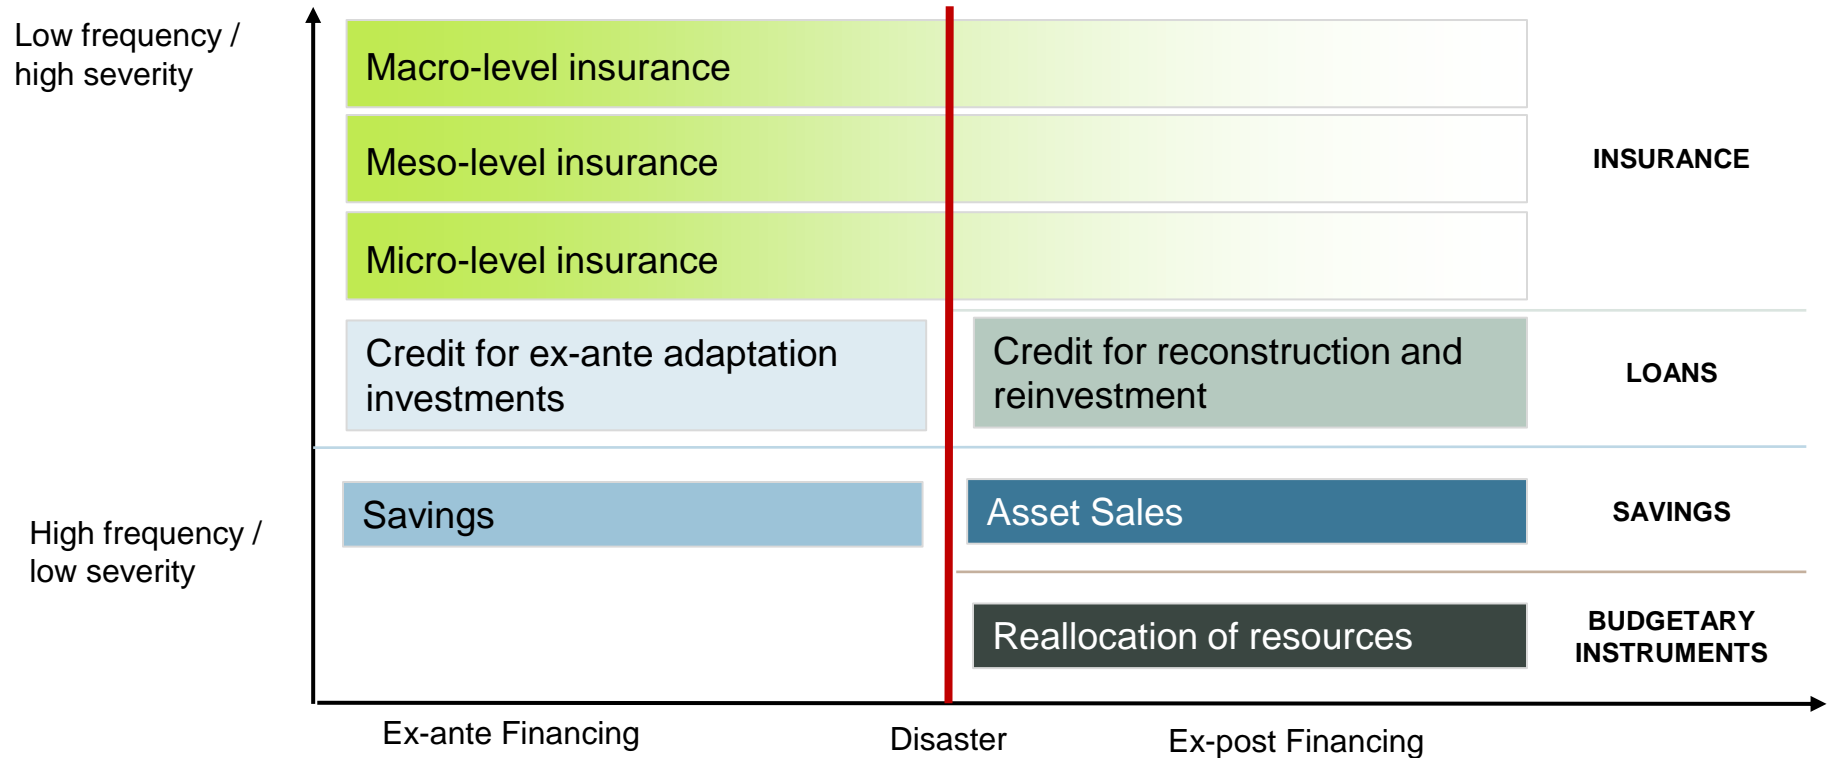 Low frequency /
high severity
Macro-level insurance
Meso-level insurance
INSURANCE
Micro-level insurance
Credit for ex-ante adaptation
investments
Credit for reconstruction and
reinvestment
LOANS
High frequency /
low severity
Savings
Asset Sales
SAVINGS
Reallocation of resources
BUDGETARY
INSTRUMENTS
Ex-ante Financing
Disaster
Ex-post Financing